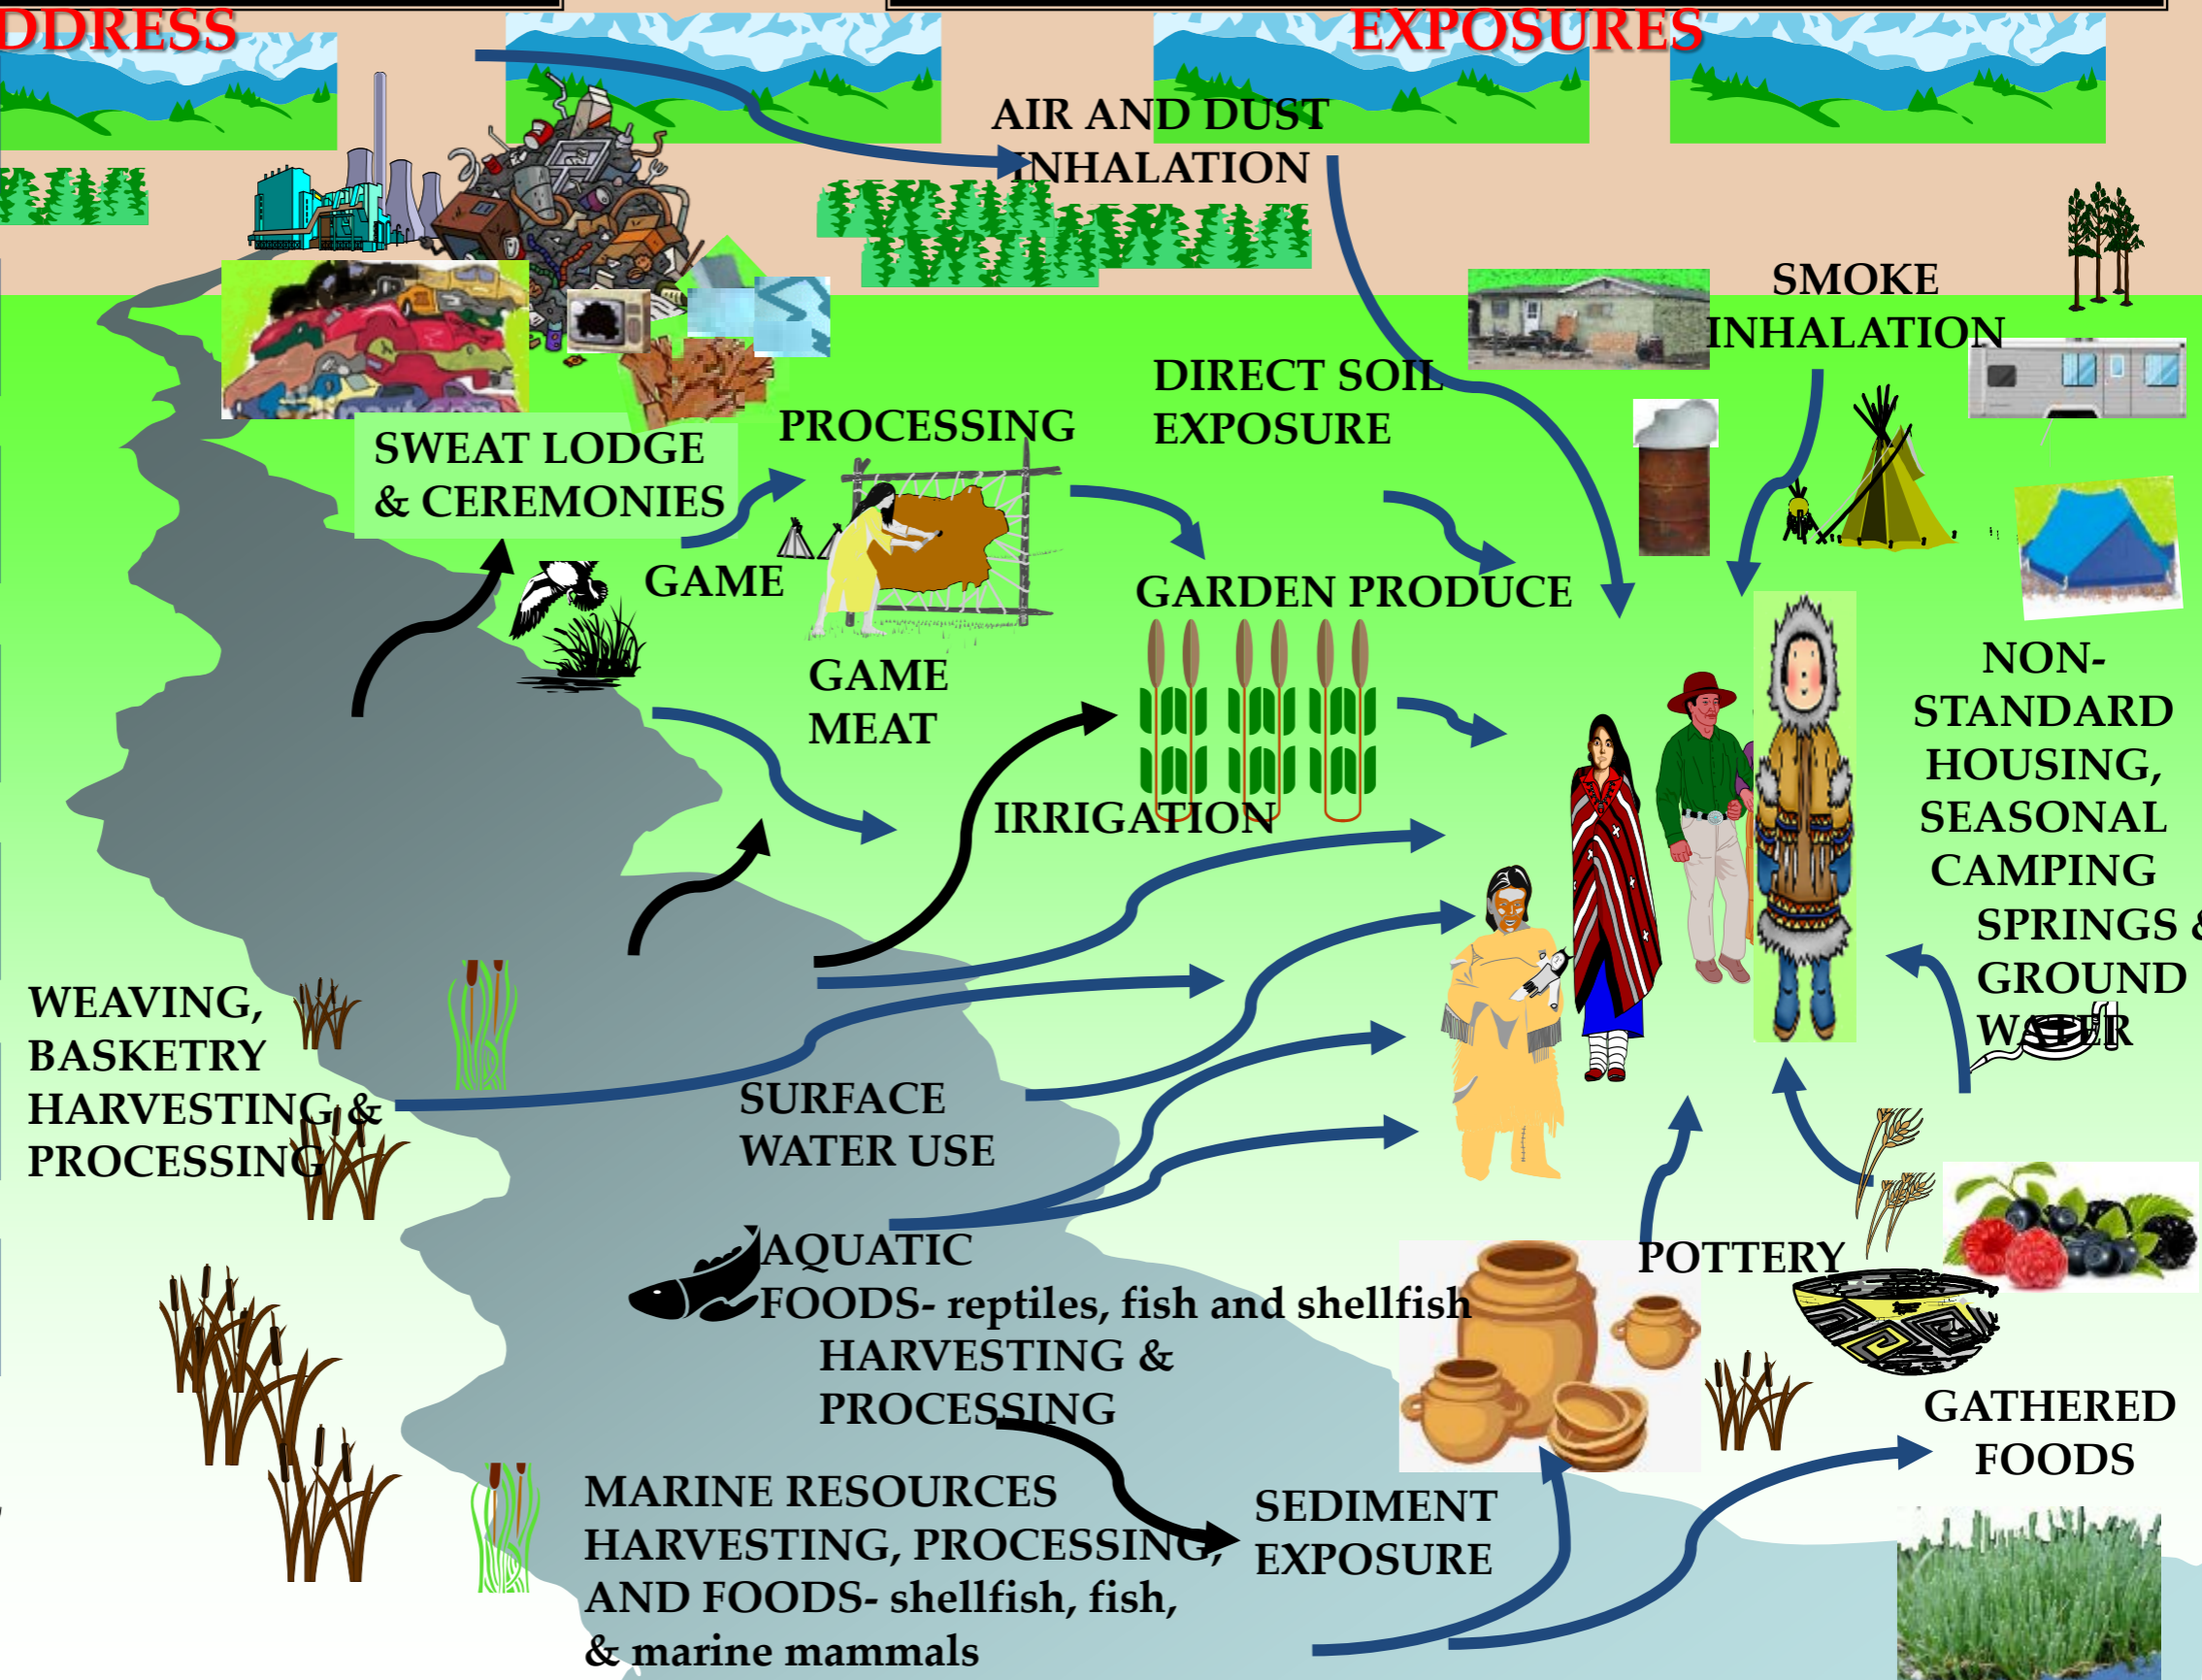 DDRESS
EXPOSURES
AIR AND DUST
INHALATION
SMOKE
INHALATION
DIRECT SOIL
EXPOSURE
PROCESSING
SWEAT LODGE
& CEREMONIES
GAME
GARDEN PRODUCE
GAME
MEAT
NON-
STANDARD
HOUSING,
SEASONAL
CAMPING
IRRIGATION
SPRINGS &
GROUND
WATER
WEAVING,
BASKETRY
HARVESTING &
PROCESSING
SURFACE
WATER USE
AQUATIC
FOODS- reptiles, fish and shellfish
HARVESTING &
PROCESSING
POTTERY
GATHERED
FOODS
MARINE RESOURCES
HARVESTING, PROCESSING,
AND FOODS- shellfish, fish,
& marine mammals
SEDIMENT
EXPOSURE